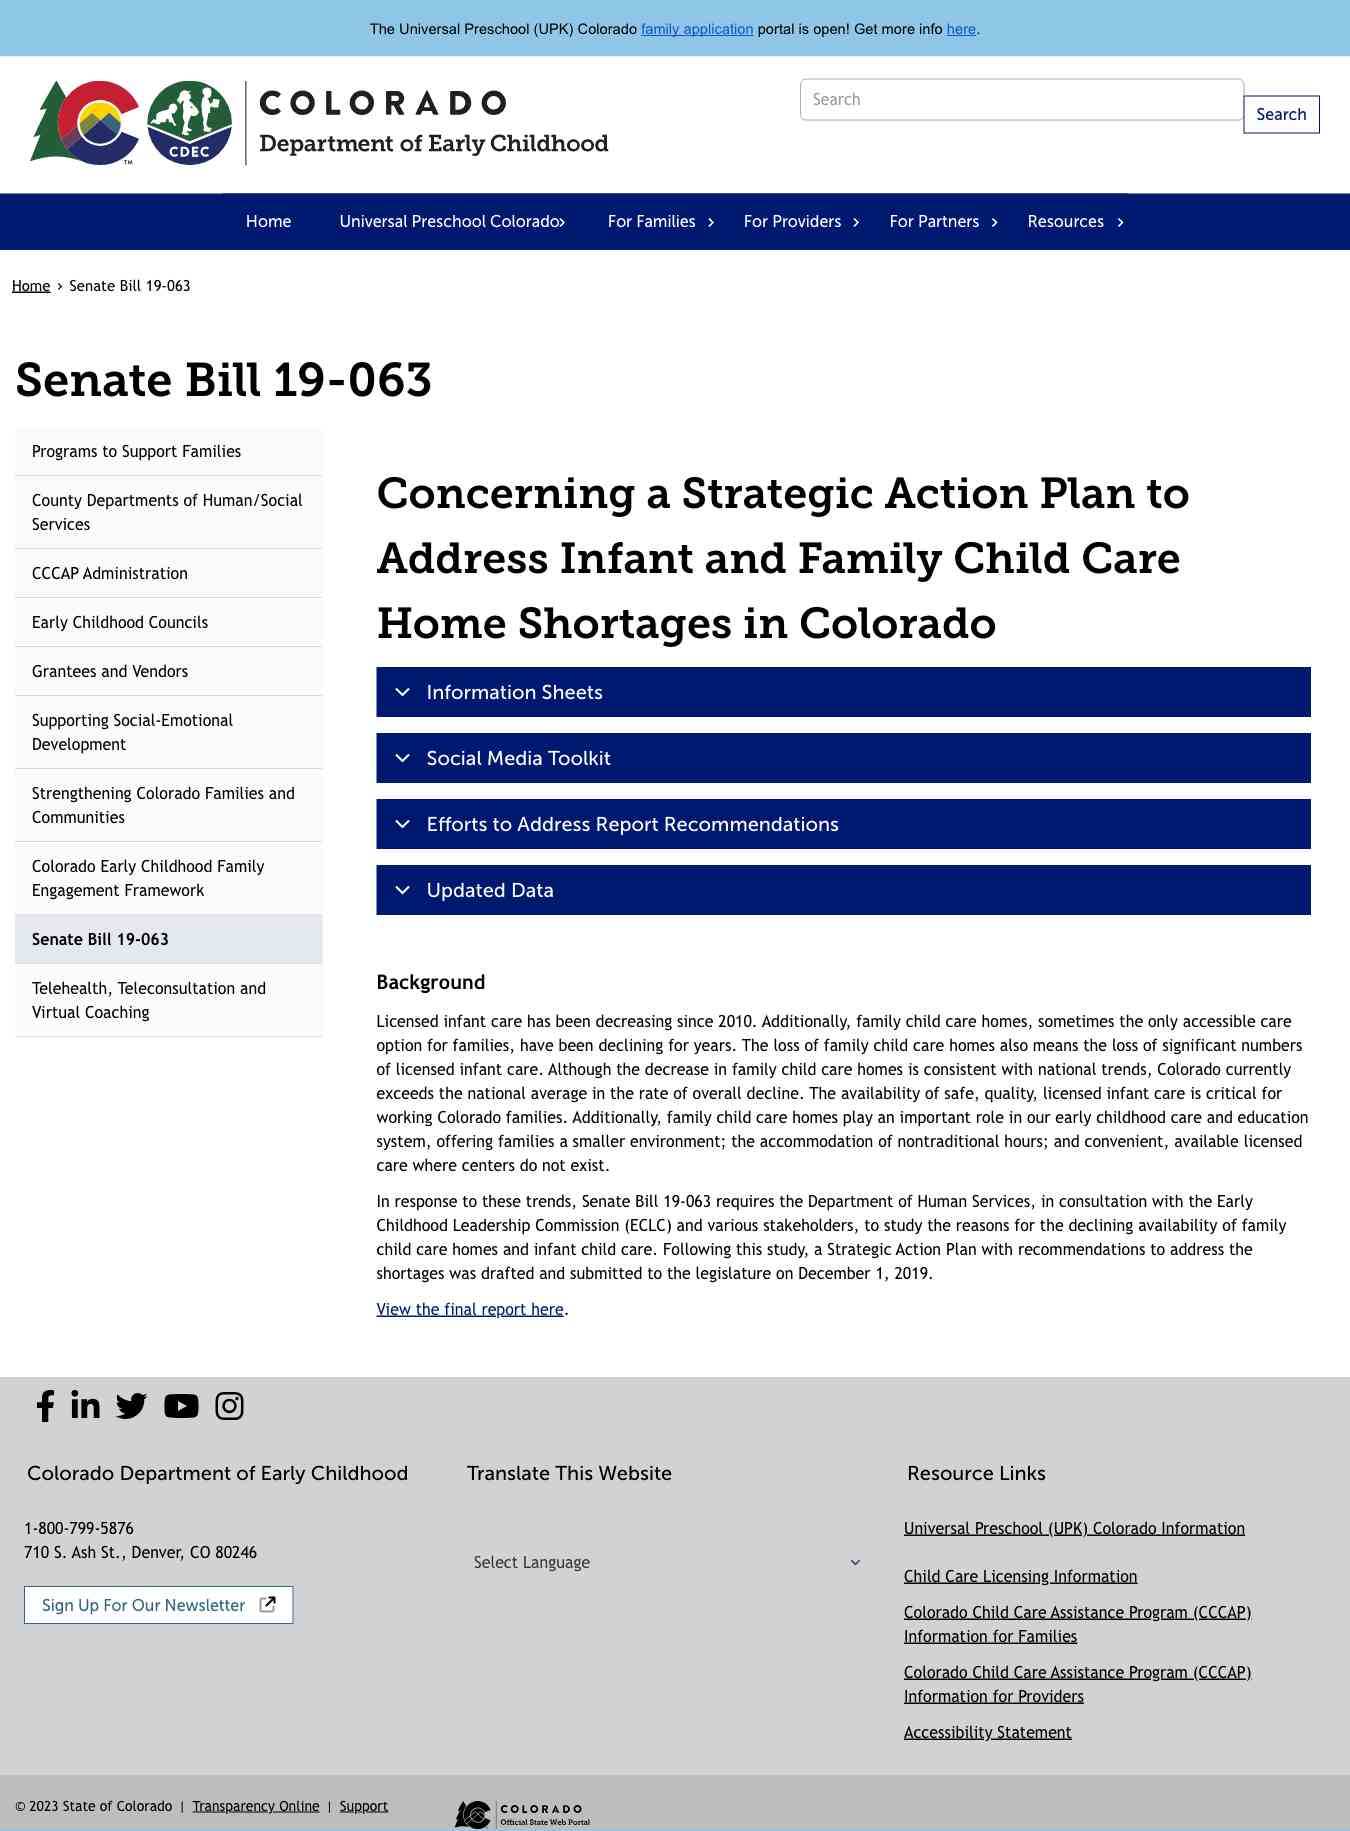 The Universal Preschool (UPK) Colorado family application portal is open! Get more info here.
CDEC
TM
COLORADO
Department of Early Childhood
Search
Search
Home
Universal Preschool Colorado
For Families
For Providers
For Partners
Resources
Home › Senate Bill 19-063
Senate Bill 19-063
Programs to Support Families
County Departments of Human/Social
Services
CCCAP Administration
Early Childhood Councils
Grantees and Vendors
Supporting Social-Emotional
Development
Strengthening Colorado Families and
Communities
Colorado Early Childhood Family
Engagement Framework
Senate Bill 19-063
Telehealth, Teleconsultation and
Virtual Coaching
Concerning a Strategic Action Plan to
Address Infant and Family Child Care
Home Shortages in Colorado
Information Sheets
Social Media Toolkit
Efforts to Address Report Recommendations
Updated Data
Background
Licensed infant care has been decreasing since 2010. Additionally, family child care homes, sometimes the only accessible care
option for families, have been declining for years. The loss of family child care homes also means the loss of significant numbers
of licensed infant care. Although the decrease in family child care homes is consistent with national trends, Colorado currently
exceeds the national average in the rate of overall decline. The availability of safe, quality, licensed infant care is critical for
working Colorado families. Additionally, family child care homes play an important role in our early childhood care and education
system, offering families a smaller environment; the accommodation of nontraditional hours; and convenient, available licensed
care where centers do not exist.
In response to these trends, Senate Bill 19-063 requires the Department of Human Services, in consultation with the Early
Childhood Leadership Commission (ECLC) and various stakeholders, to study the reasons for the declining availability of family
child care homes and infant child care. Following this study, a Strategic Action Plan with recommendations to address the
shortages was drafted and submitted to the legislature on December 1, 2019.
View the final report here.
Colorado Department of Early Childhood
1-800-799-5876
710 S. Ash St., Denver, CO 80246
Sign Up For Our Newsletter
Translate This Website
Select Language
Resource Links
Universal Preschool (UPK) Colorado Information
Child Care Licensing Information
Colorado Child Care Assistance Program (CCCAP)
Information for Families
Colorado Child Care Assistance Program (CCCAP)
Information for Providers
Accessibility Statement
© 2023 State of Colorado | Transparency Online | Support
COLORADO
Official State Web Portal